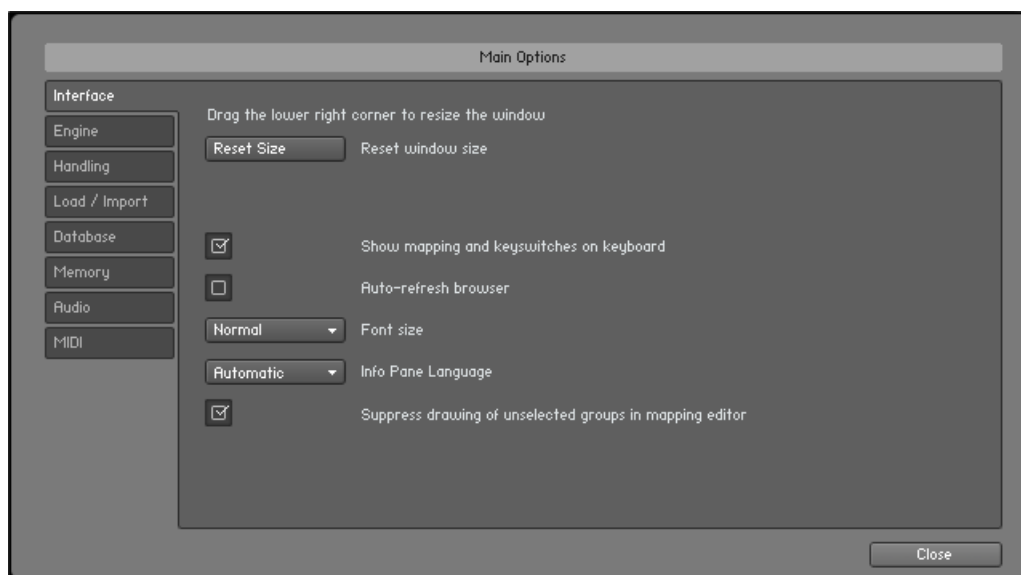 Main Options
Interface
Engine
Handling
Load / Import
Database
Memory
Audio
MIDI
Drag the lower right corner to resize the window
Reset Size Reset window size
Show mapping and keyswitches on keyboard
Auto-refresh browser
Normal Font size
Automatic Info Pane Language
Suppress drawing of unselected groups in mapping editor
Close